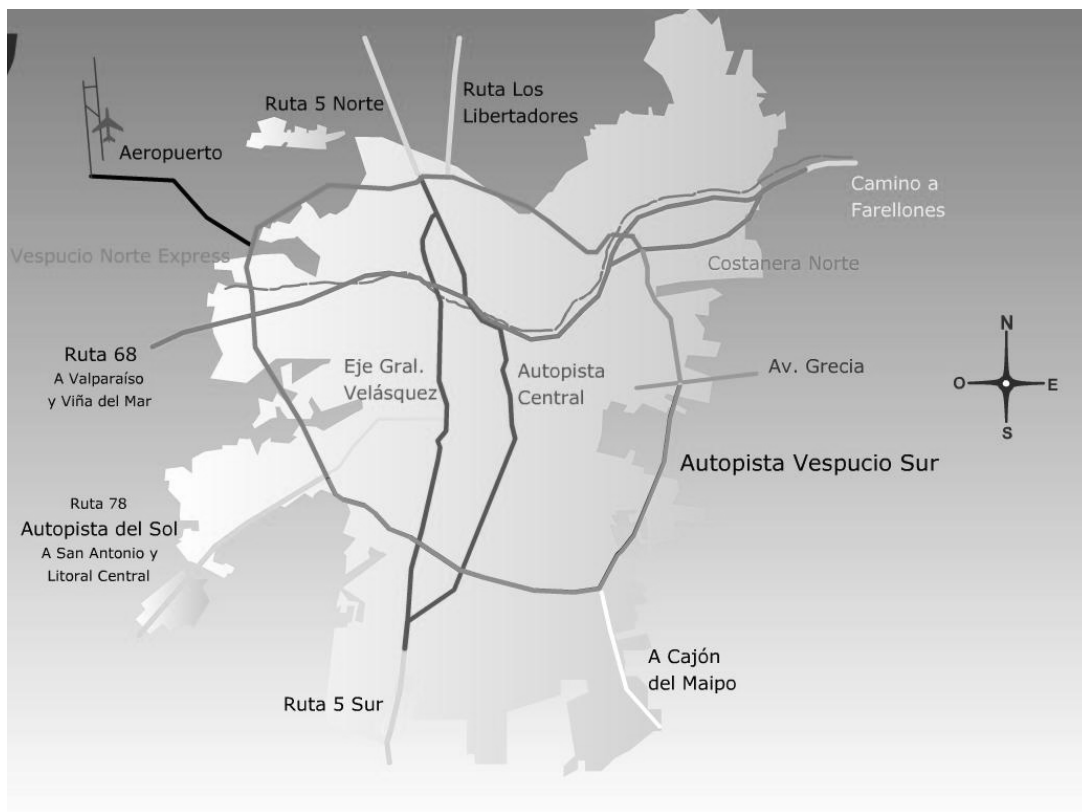 Ruta 5 Norte
Ruta Los
Libertadores
Aeropuerto
Camino a
Farellones
Vespucio Norte Express
Costanera Norte
N
O
E
S
Ruta 68
A Valparaíso
y Viña del Mar
Eje Gral.
Velásquez
Autopista
Central
Av. Grecia
Autopista Vespucio Sur
Ruta 78
Autopista del Sol
A San Antonio y
Litoral Central
A Cajón
del Maipo
Ruta 5 Sur